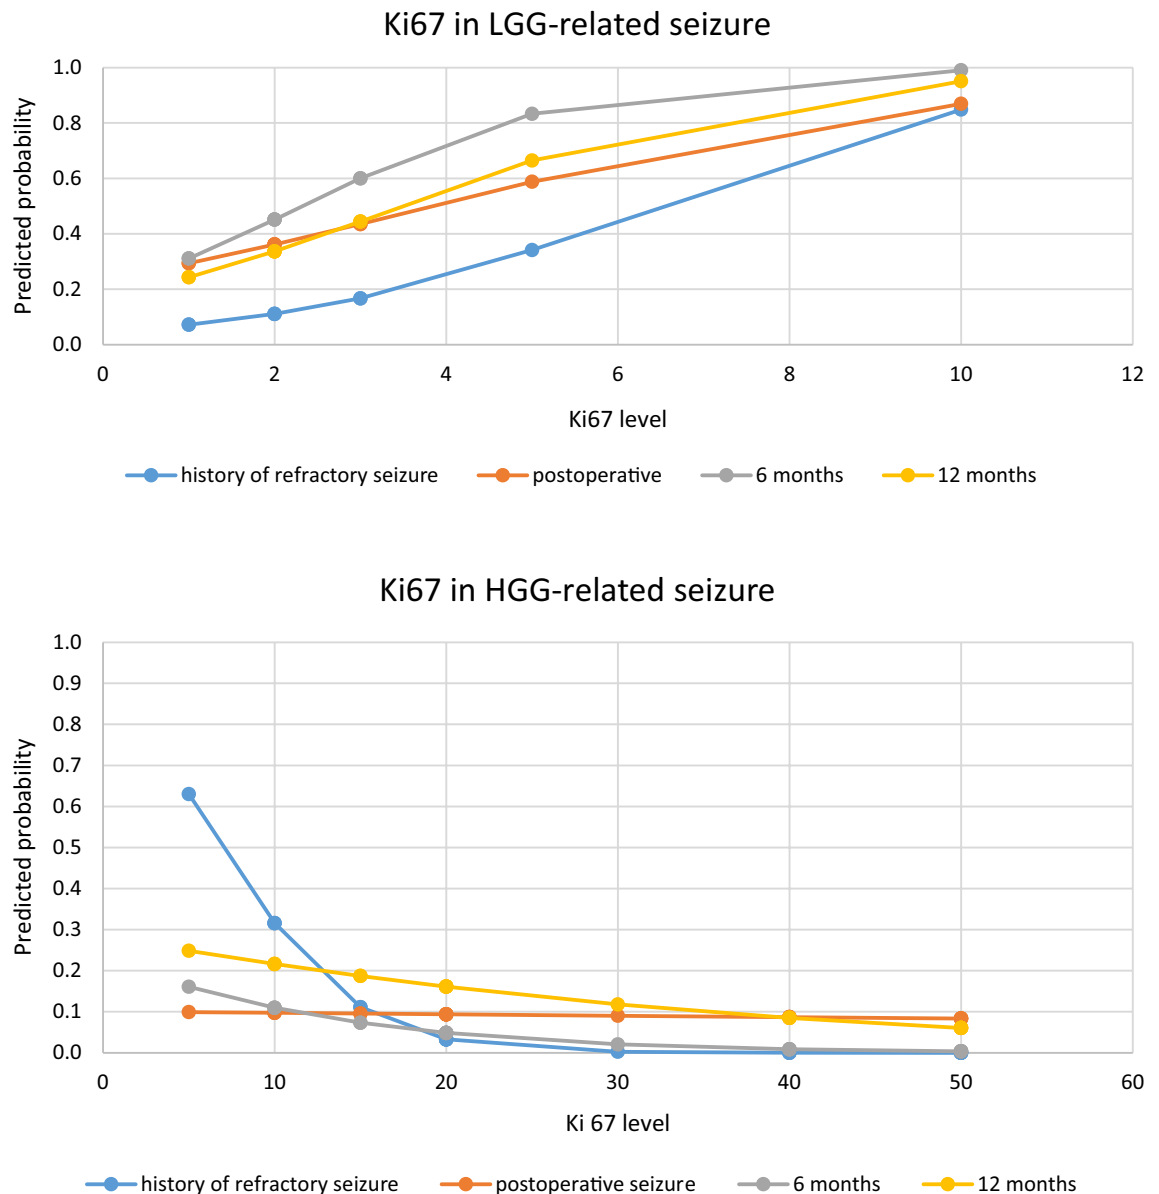 Ki67 in LGG-related seizure
1.0
0.8
0.6
0.4
0.2
0.0
Predicted probability
0 2 4 6 8 10 12
Ki67 level
history of refractory seizure postoperative 6 months 12 months
Ki67 in HGG-related seizure
1.0
0.9
0.8
0.7
0.6
0.5
0.4
0.3
0.2
0.1
0.0
Predicted probability
0 10 20 30 40 50 60
Ki 67 level
history of refractory seizure postoperative seizure 6 months 12 months